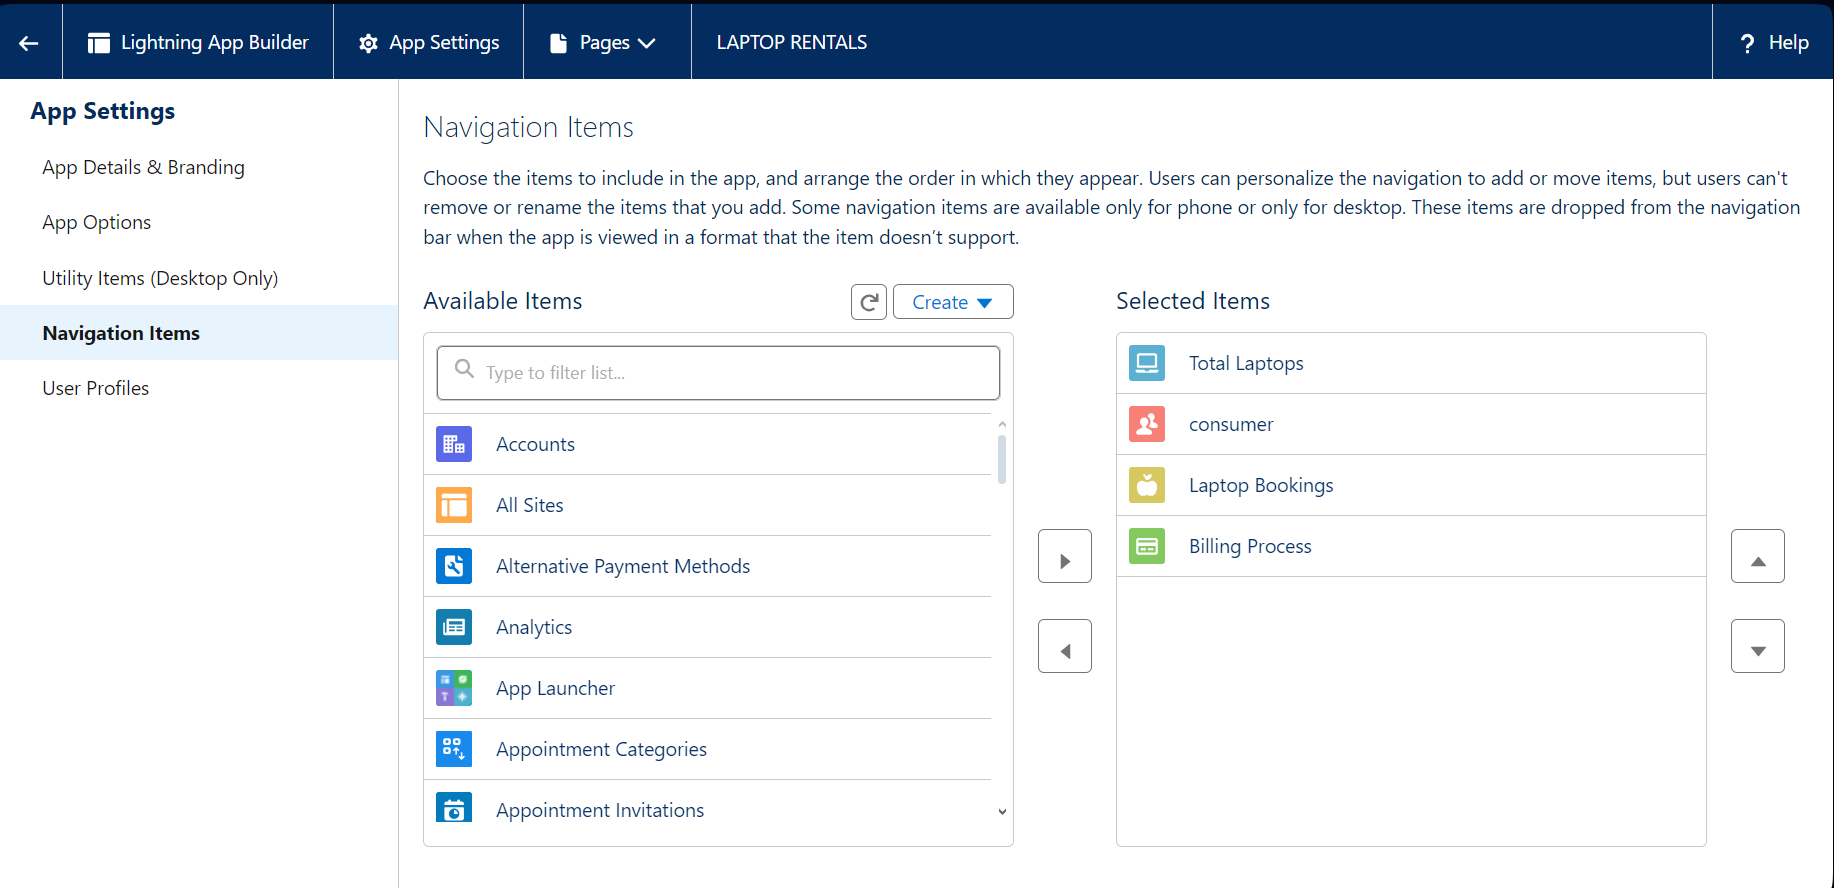 Lightning App Builder
App Settings
Pages
LAPTOP RENTALS
? Help
App Settings
App Details & Branding
App Options
Utility Items (Desktop Only)
Navigation Items
User Profiles
Navigation Items
Choose the items to include in the app, and arrange the order in which they appear. Users can personalize the navigation to add or move items, but users can't
remove or rename the items that you add. Some navigation items are available only for phone or only for desktop. These items are dropped from the navigation
bar when the app is viewed in a format that the item doesn’t support.
Available Items
Create
Type to filter list...
Accounts
All Sites
Alternative Payment Methods
Analytics
App Launcher
Appointment Categories
Appointment Invitations
Selected Items
Total Laptops
consumer
Laptop Bookings
Billing Process